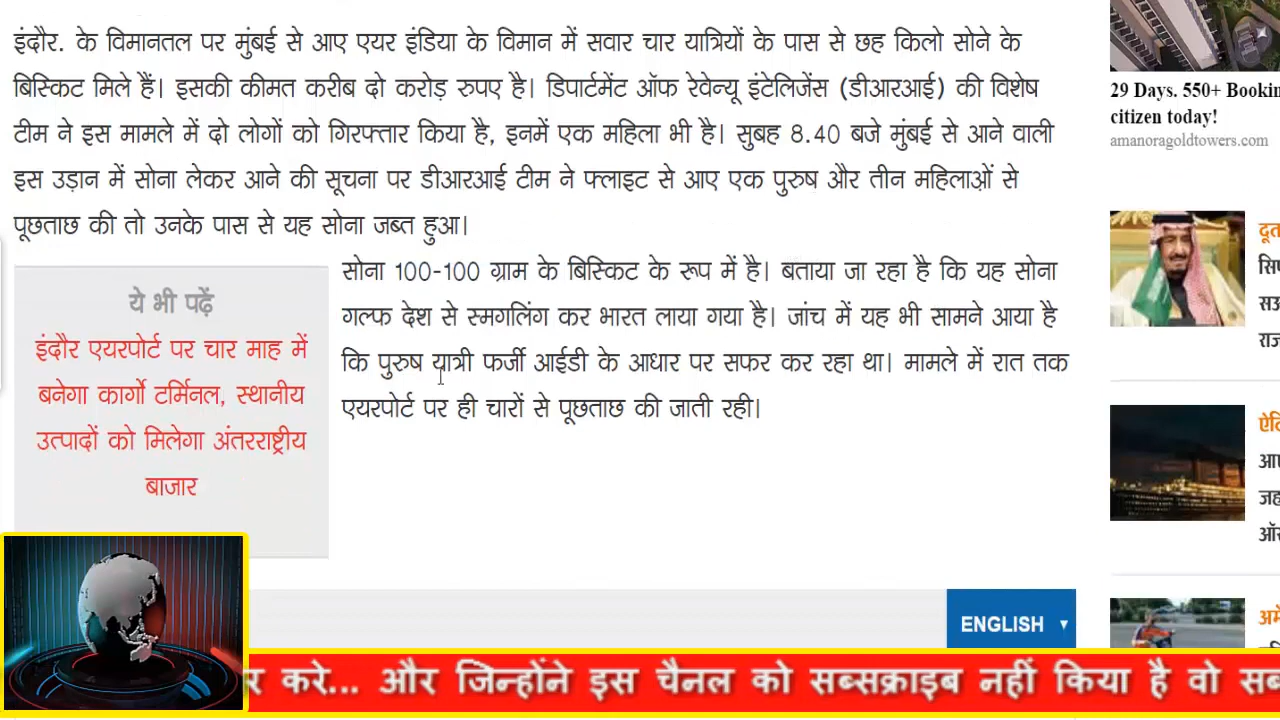 इंदौर. के विमानतल पर मुंबई से आए एयर इंडिया के विमान में सवार चार यात्रियों के पास से छह किलो सोने के
बिस्किट मिले हैं। इसकी कीमत करीब दो करोड़ रुपए है। डिपार्टमेंट ऑफ रेवेन्यू इंटेलिजेंस (डीआरआई) की विशेष
टीम ने इस मामले में दो लोगों को गिरफ्तार किया है, इनमें एक महिला भी है। सुबह 8.40 बजे मुंबई से आने वाली
इस उड़ान में सोना लेकर आने की सूचना पर डीआरआई टीम ने फ्लाइट से आए एक पुरुष और तीन महिलाओं से
पूछताछ की तो उनके पास से यह सोना जब्त हुआ।
सोना 100-100 ग्राम के बिस्किट के रूप में है। बताया जा रहा है कि यह सोना
गल्फ देश से स्मगलिंग कर भारत लाया गया है। जांच में यह भी सामने आया है
कि पुरुष यात्री फर्जी आईडी के आधार पर सफर कर रहा था। मामले में रात तक
एयरपोर्ट पर ही चारों से पूछताछ की जाती रही।
ये भी पढ़ें
इंदौर एयरपोर्ट पर चार माह में
बनेगा कार्गो टर्मिनल, स्थानीय
उत्पादों को मिलेगा अंतरराष्ट्रीय
बाजार
29 Days. 550+
citizen today!
amanoragoldtowers.com
ENGLISH
करे... और जिन्होंने इस चैनल को सब्सक्राइब नहीं किया है वो